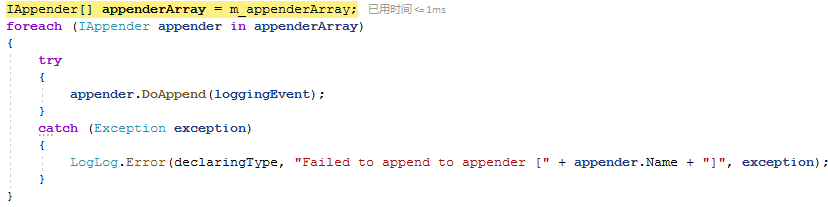 IAppender[] appenderArray = m_appenderArray; 已用时间 <= 1ms
foreach (IAppender appender in appenderArray)
{
    try
    {
        appender.DoAppend(loggingEvent);
    }
    catch (Exception exception)
    {
        LogLog.Error(declaringType, "Failed to append to appender [" + appender.Name + "]", exception);
    }
}